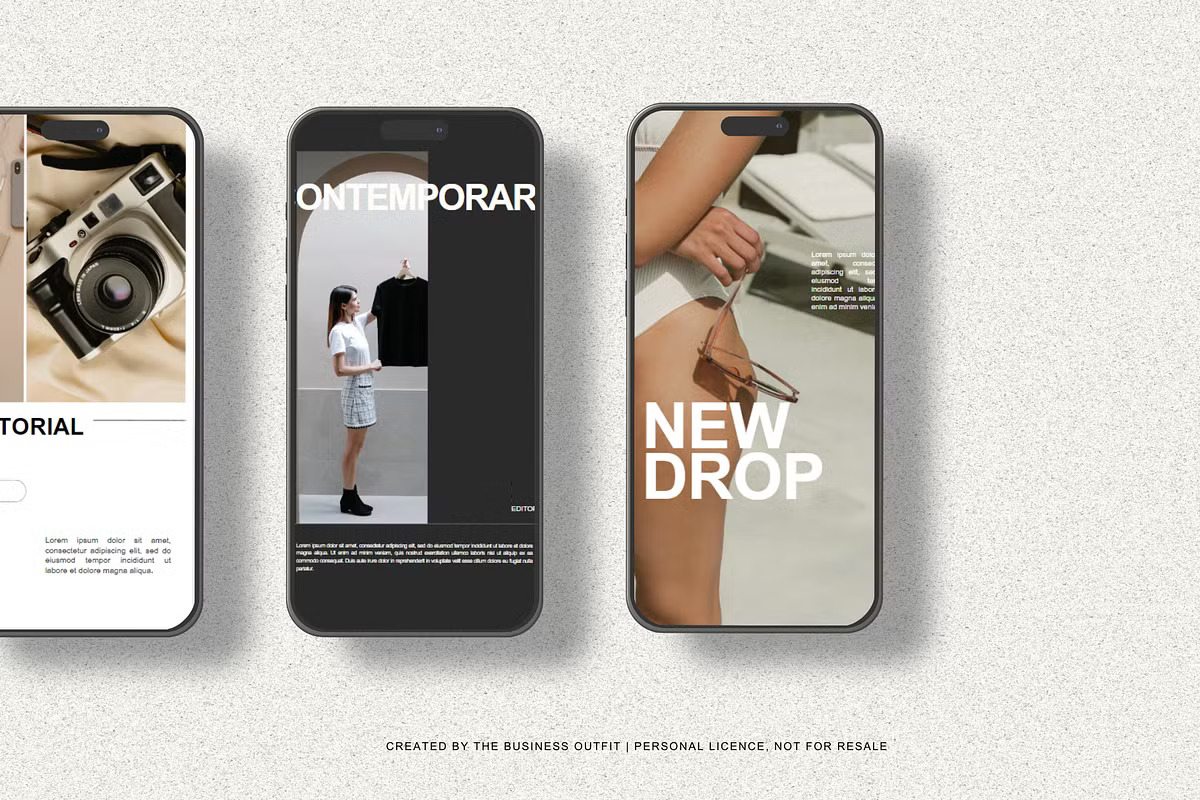 TORIAL
Lorem ipsum dolor sit amet,
consectetur adipiscing elit, sed do
eiusmod tempor incididunt ut
labore et dolore magna aliqua.
ONTEMPORAR
EDITOR
Lorem ipsum dolor sit amet, consectetur adipiscing elit, sed do eiusmod tempor incididunt ut labore et dolore
magna aliqua. Ut enim ad minim veniam, quis nostrud exercitation ullamco laboris nisi ut aliquip ex ea
commodo consequat. Duis aute irure dolor in reprehenderit in voluptate velit esse cillum dolore eu fugiat nulla
pariatur.
Lorem ipsum dolo
amet, consec
adipiscing elit, sed
eiusmod te
incididunt ut labor
dolore magna aliqu
enim ad minim veni
NEW
DROP
CREATED BY THE BUSINESS OUTFIT | PERSONAL LICENCE, NOT FOR RESALE